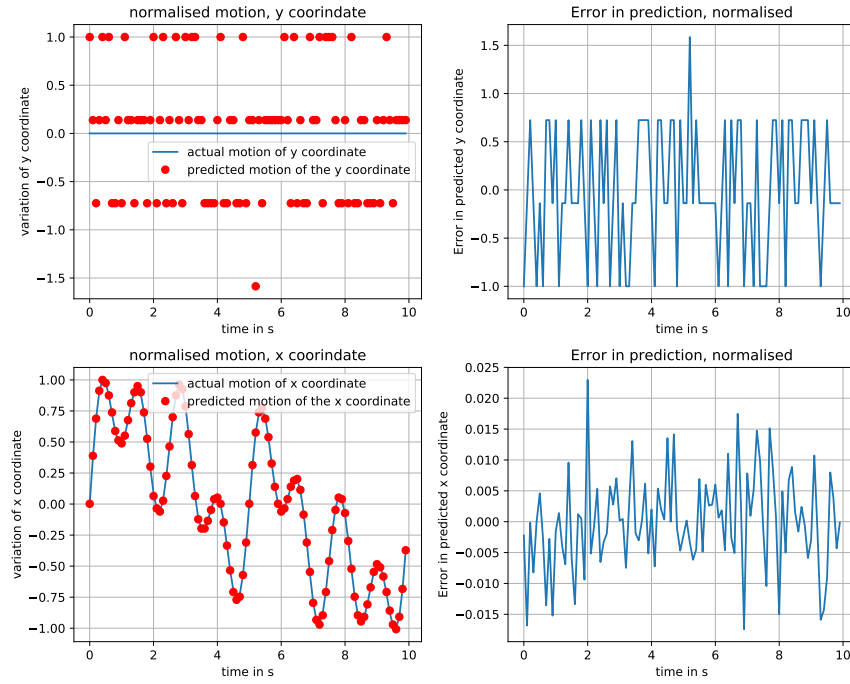 normalised motion, y coorindate
variation of y coordinate
1.0
0.5
0.0
−0.5
−1.0
−1.5
actual motion of y coordinate
predicted motion of the y coordinate
0 2 4 6 8 10
time in s
Error in prediction, normalised
Error in predicted y coordinate
1.5
1.0
0.5
0.0
−0.5
−1.0
0 2 4 6 8 10
time in s
normalised motion, x coorindate
variation of x coordinate
1.00
0.75
0.50
0.25
0.00
−0.25
−0.50
−0.75
−1.00
actual motion of x coordinate
predicted motion of the x coordinate
0 2 4 6 8 10
time in s
Error in prediction, normalised
Error in predicted x coordinate
0.025
0.020
0.015
0.010
0.005
0.000
−0.005
−0.010
−0.015
0 2 4 6 8 10
time in s